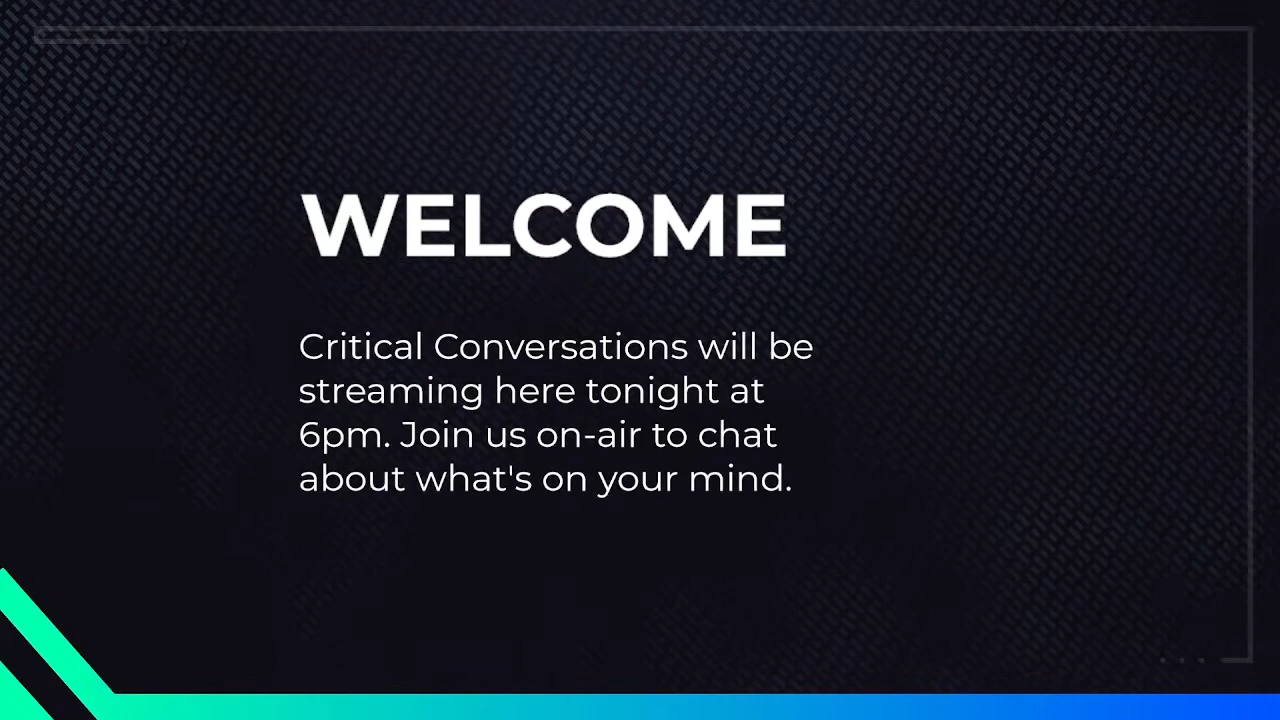 WELCOME
Critical Conversations will be
streaming here tonight at
6pm. Join us on-air to chat
about what's on your mind.